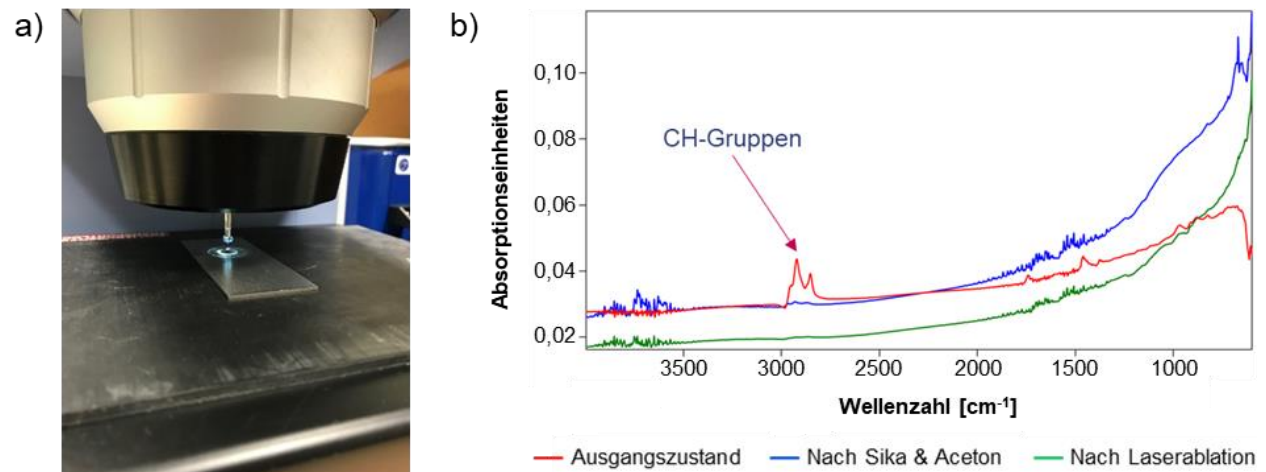 a)
b)
CH-Gruppen
Absorptionseinheiten
0,10
0,08
0,06
0,04
0,02
3500 3000 2500 2000 1500 1000
Wellenzahl [cm⁻¹]
Ausgangszustand Nach Sika & Aceton Nach Laserablation